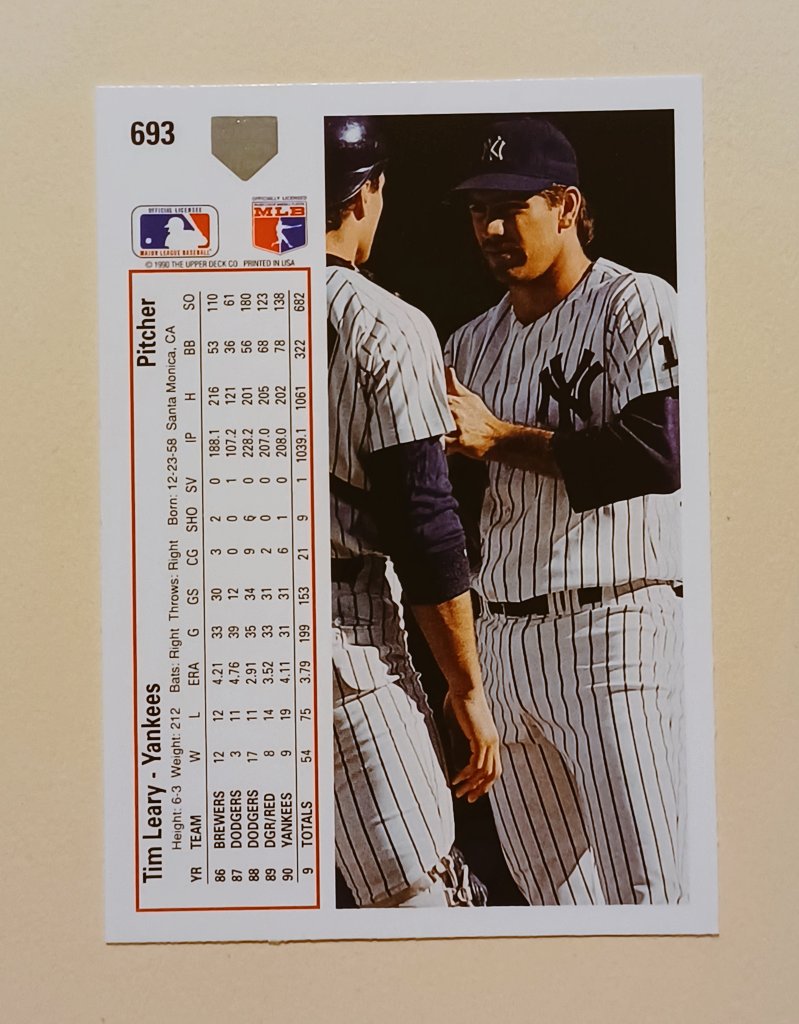 693
OFFICIAL LICENSEE
MAJOR LEAGUE BASEBALL
OFFICIALLY LICENSED
MLB
© 1990 THE UPPER DECK CO. PRINTED IN USA
Tim Leary - Yankees Pitcher
Height: 6-3 Weight: 212 Bats: Right Throws: Right Born: 12-23-58 Santa Monica, CA
YR TEAM W L ERA G GS CG SHO SV IP H BB SO
86 BREWERS 12 12 4.21 33 30 3 2 0 188.1 216 53 110
87 DODGERS 3 11 4.76 39 12 0 0 1 107.2 121 36 61
88 DODGERS 17 11 2.91 35 34 9 6 0 228.2 201 56 180
89 DGR/RED 8 14 3.52 33 31 2 0 0 207.0 205 68 123
90 YANKEES 9 19 4.11 31 31 6 1 0 208.0 202 78 138
9 TOTALS 54 75 3.79 199 153 21 9 1 1039.1 1061 322 682
NY
NY
1